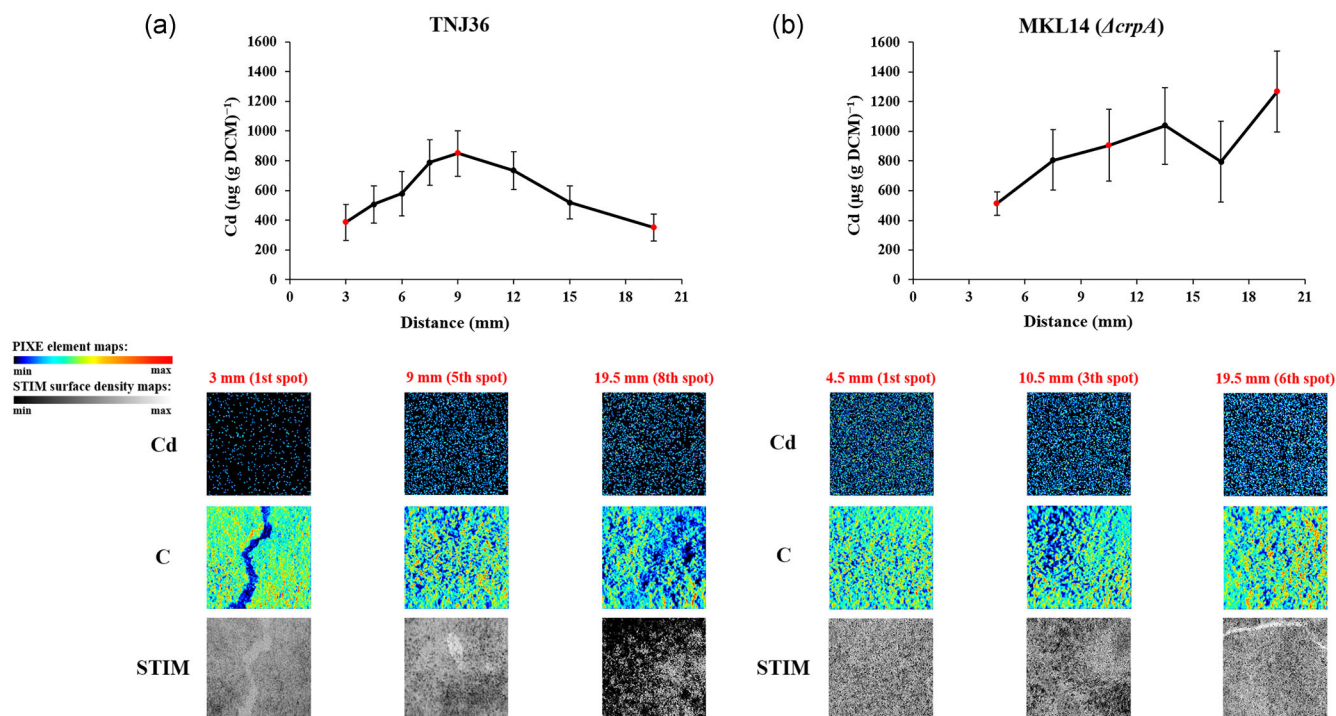 (a)
TNJ36
1600
1400
1200
1000
800
600
400
200
0
Cd (µg (g DCM)⁻¹
0 3 6 9 12 15 18 21
Distance (mm)
(b)
MKL14 (ΔcrpA)
1600
1400
1200
1000
800
600
400
200
0
Cd (µg (g DCM)⁻¹
0 3 6 9 12 15 18 21
Distance (mm)
PIXE element maps:
min max
STIM surface density maps:
min max
3 mm (1st spot) 9 mm (5th spot) 19.5 mm (8th spot)
Cd
C
STIM
4.5 mm (1st spot) 10.5 mm (3th spot) 19.5 mm (6th spot)
Cd
C
STIM